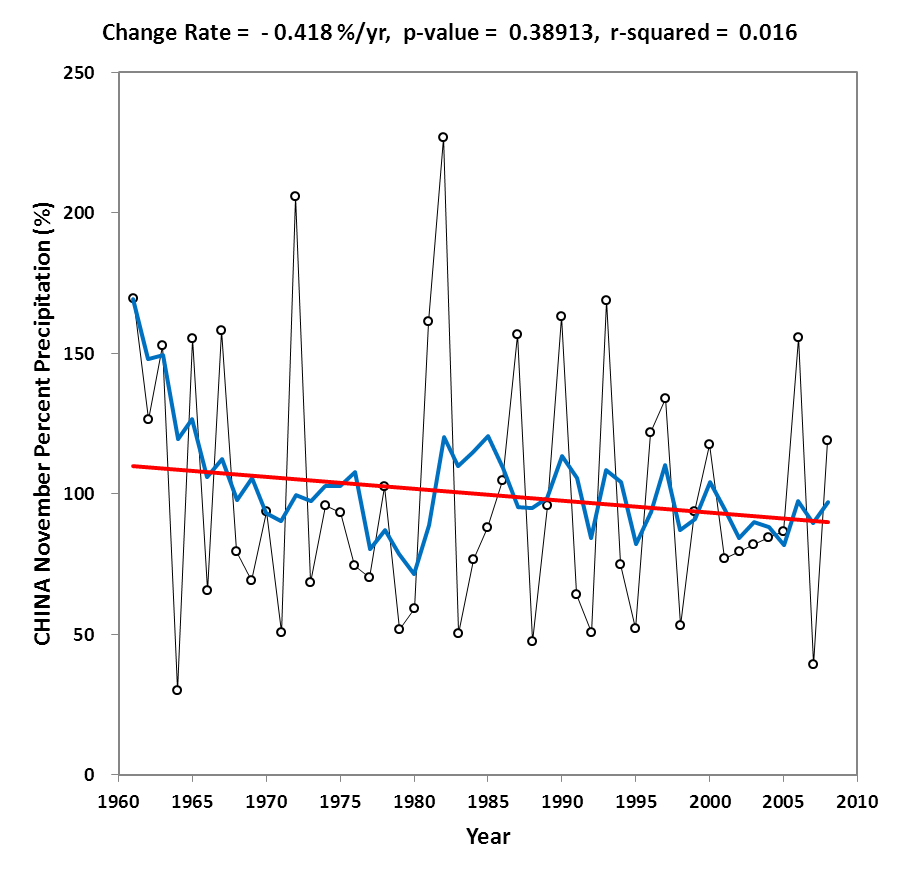 Change Rate = - 0.418 %/yr, p-value = 0.38913, r-squared = 0.016
250
200
150
100
50
0
CHINA November Percent Precipitation (%)
1960 1965 1970 1975 1980 1985 1990 1995 2000 2005 2010
Year